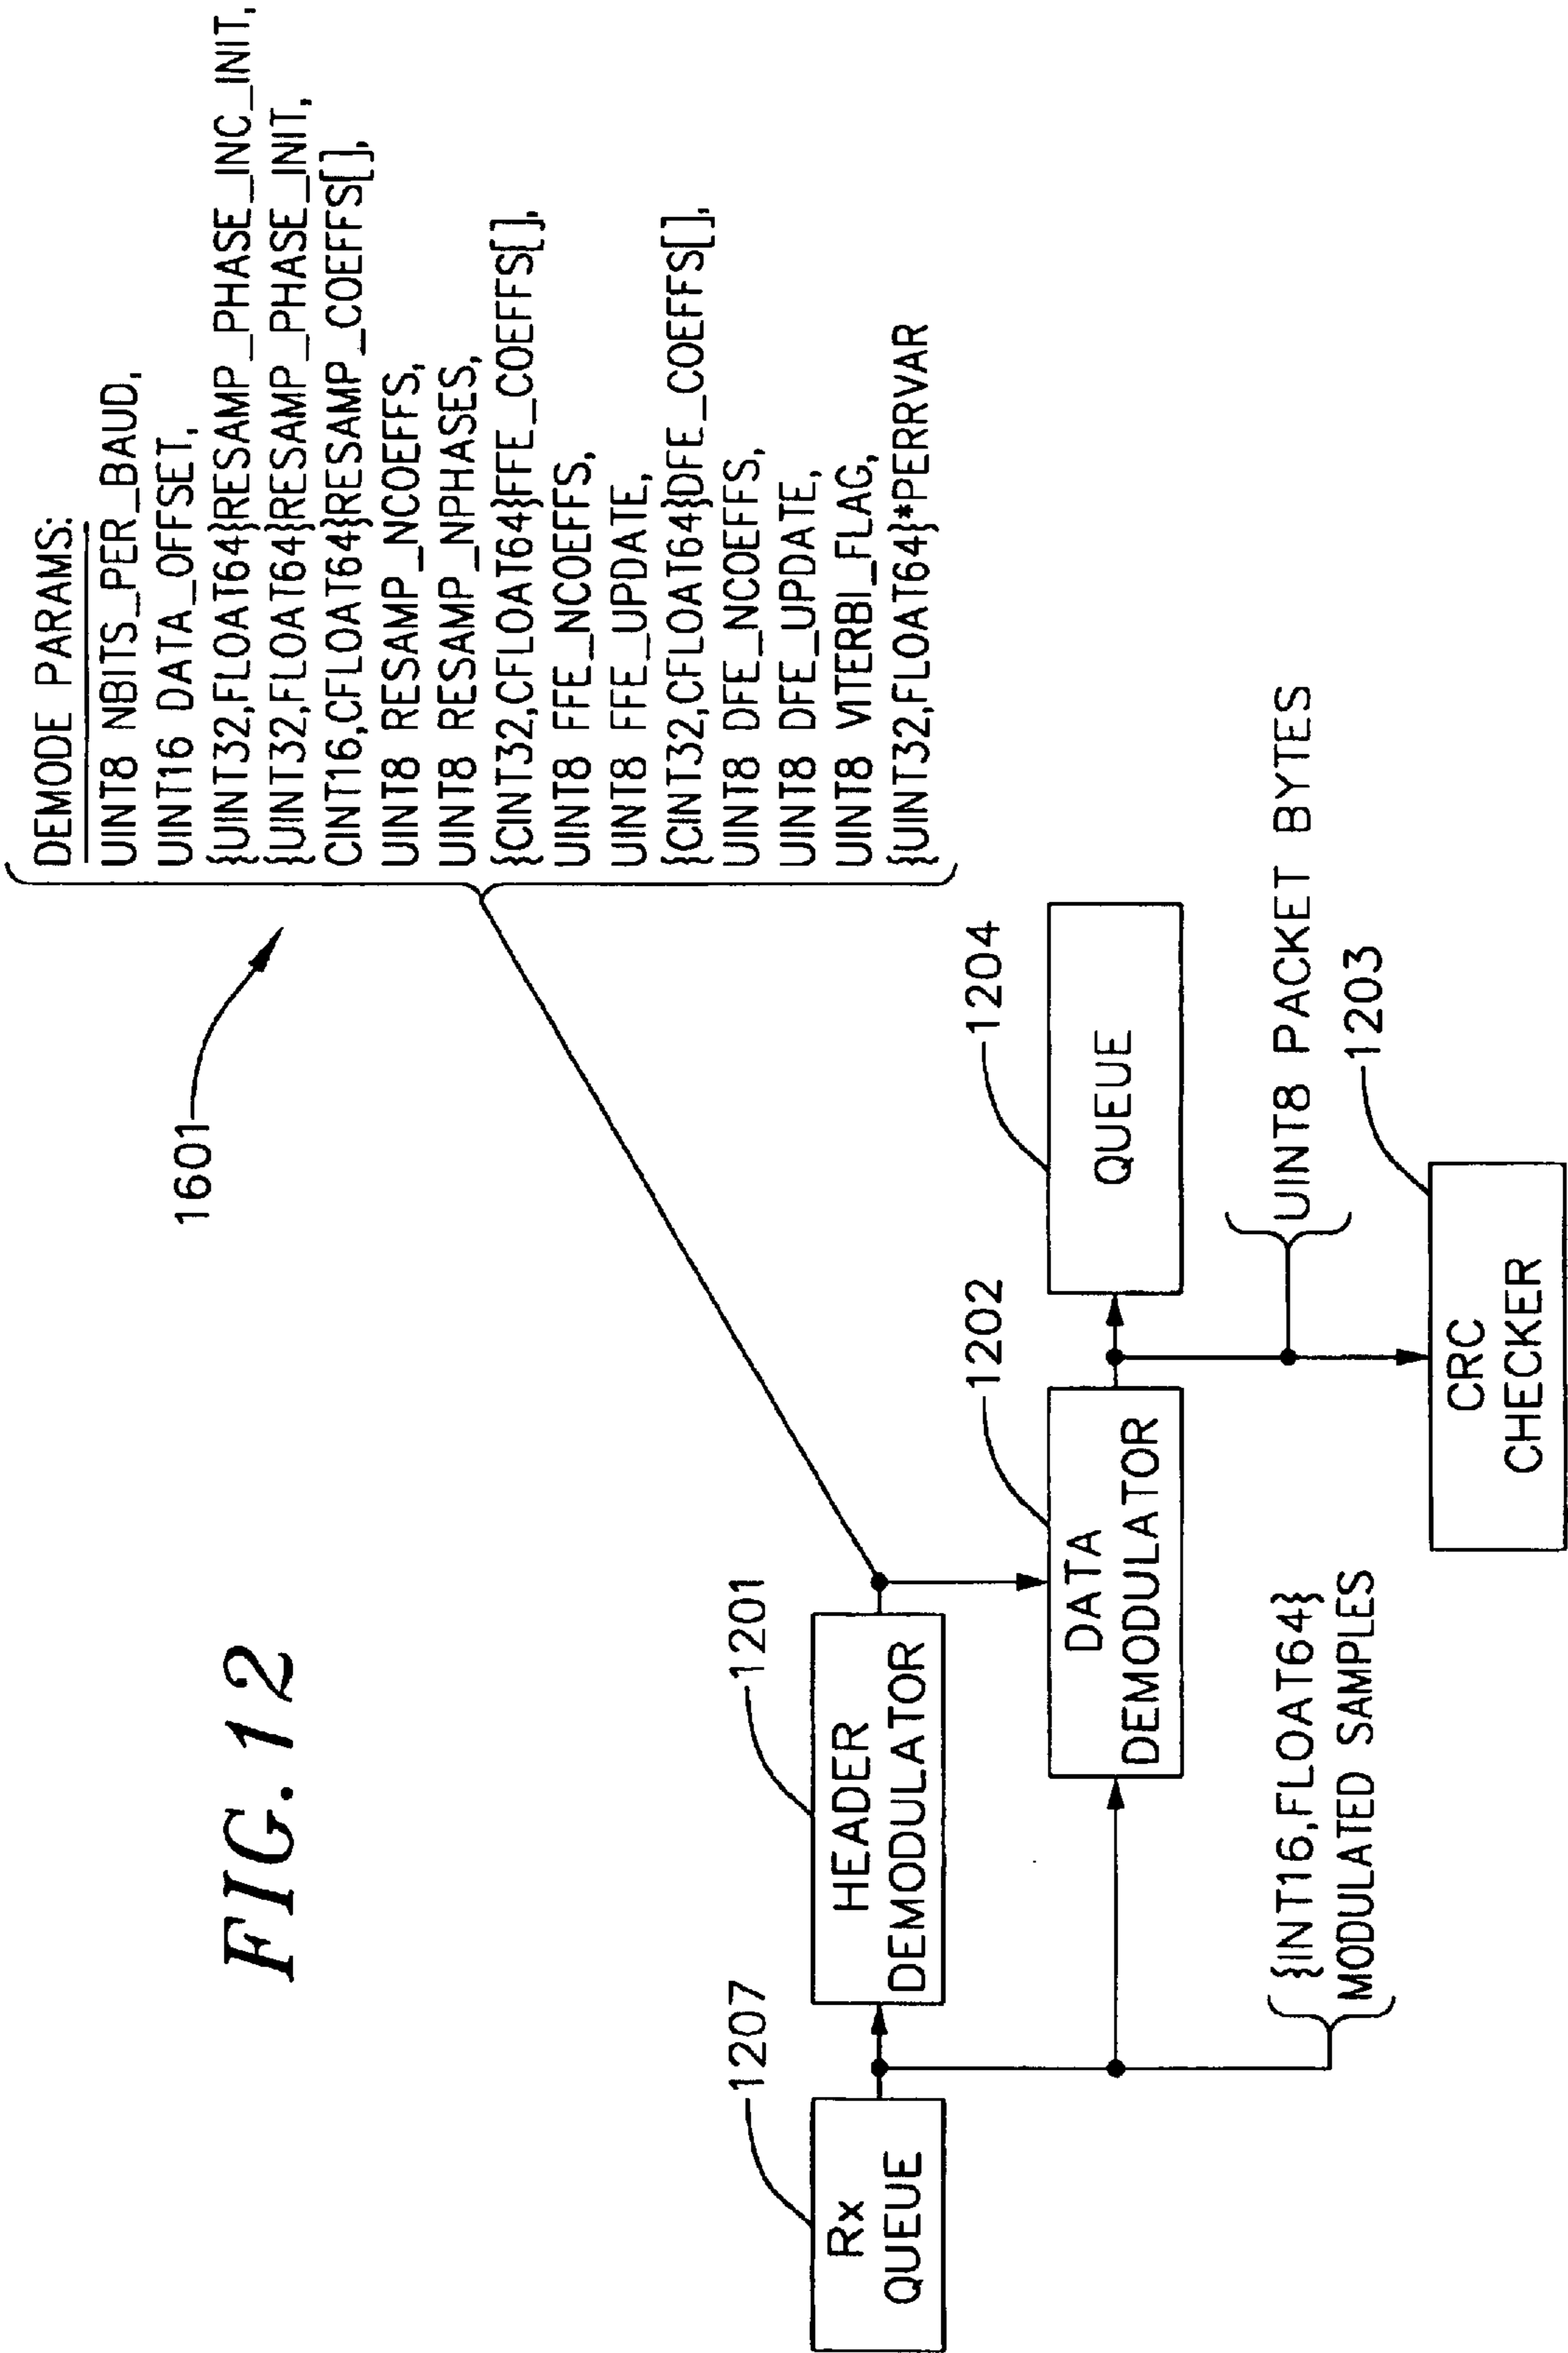 FIG.12
1601
DEMODE PARAMS:
UINT8 NBITS_PER_BAUD,
UINT16 DATA_OFFSET,
{UINT32,FLOAT64}RESAMP_PHASE_INC_INIT,
{UINT32,FLOAT64}RESAMP_PHASE_INIT,
CINT16,CFLOAT64}RESAMP_COEFFS[],
UINT8 RESAMP_NCOEFFS,
UINT8 RESAMP_NPHASES,
{CINT32,CFLOAT64}FFE_COEFFS[],
UINT8 FFE_NCOEFFS,
UINT8 FFE_UPDATE,
{CINT32,CFLOAT64}DFE_COEFFS[],
UINT8 DFE_NCOEFFS,
UINT8 DFE_UPDATE,
UINT8 VITERBI_FLAG,
{UINT32,FLOAT64}*PERRVAR
1207
Rx
QUEUE
1201
HEADER
DEMODULATOR
1202
DATA
DEMODULATOR
1204
QUEUE
{INT16,FLOAT64}
MODULATED SAMPLES
UINT8 PACKET BYTES
1203
CRC
CHECKER